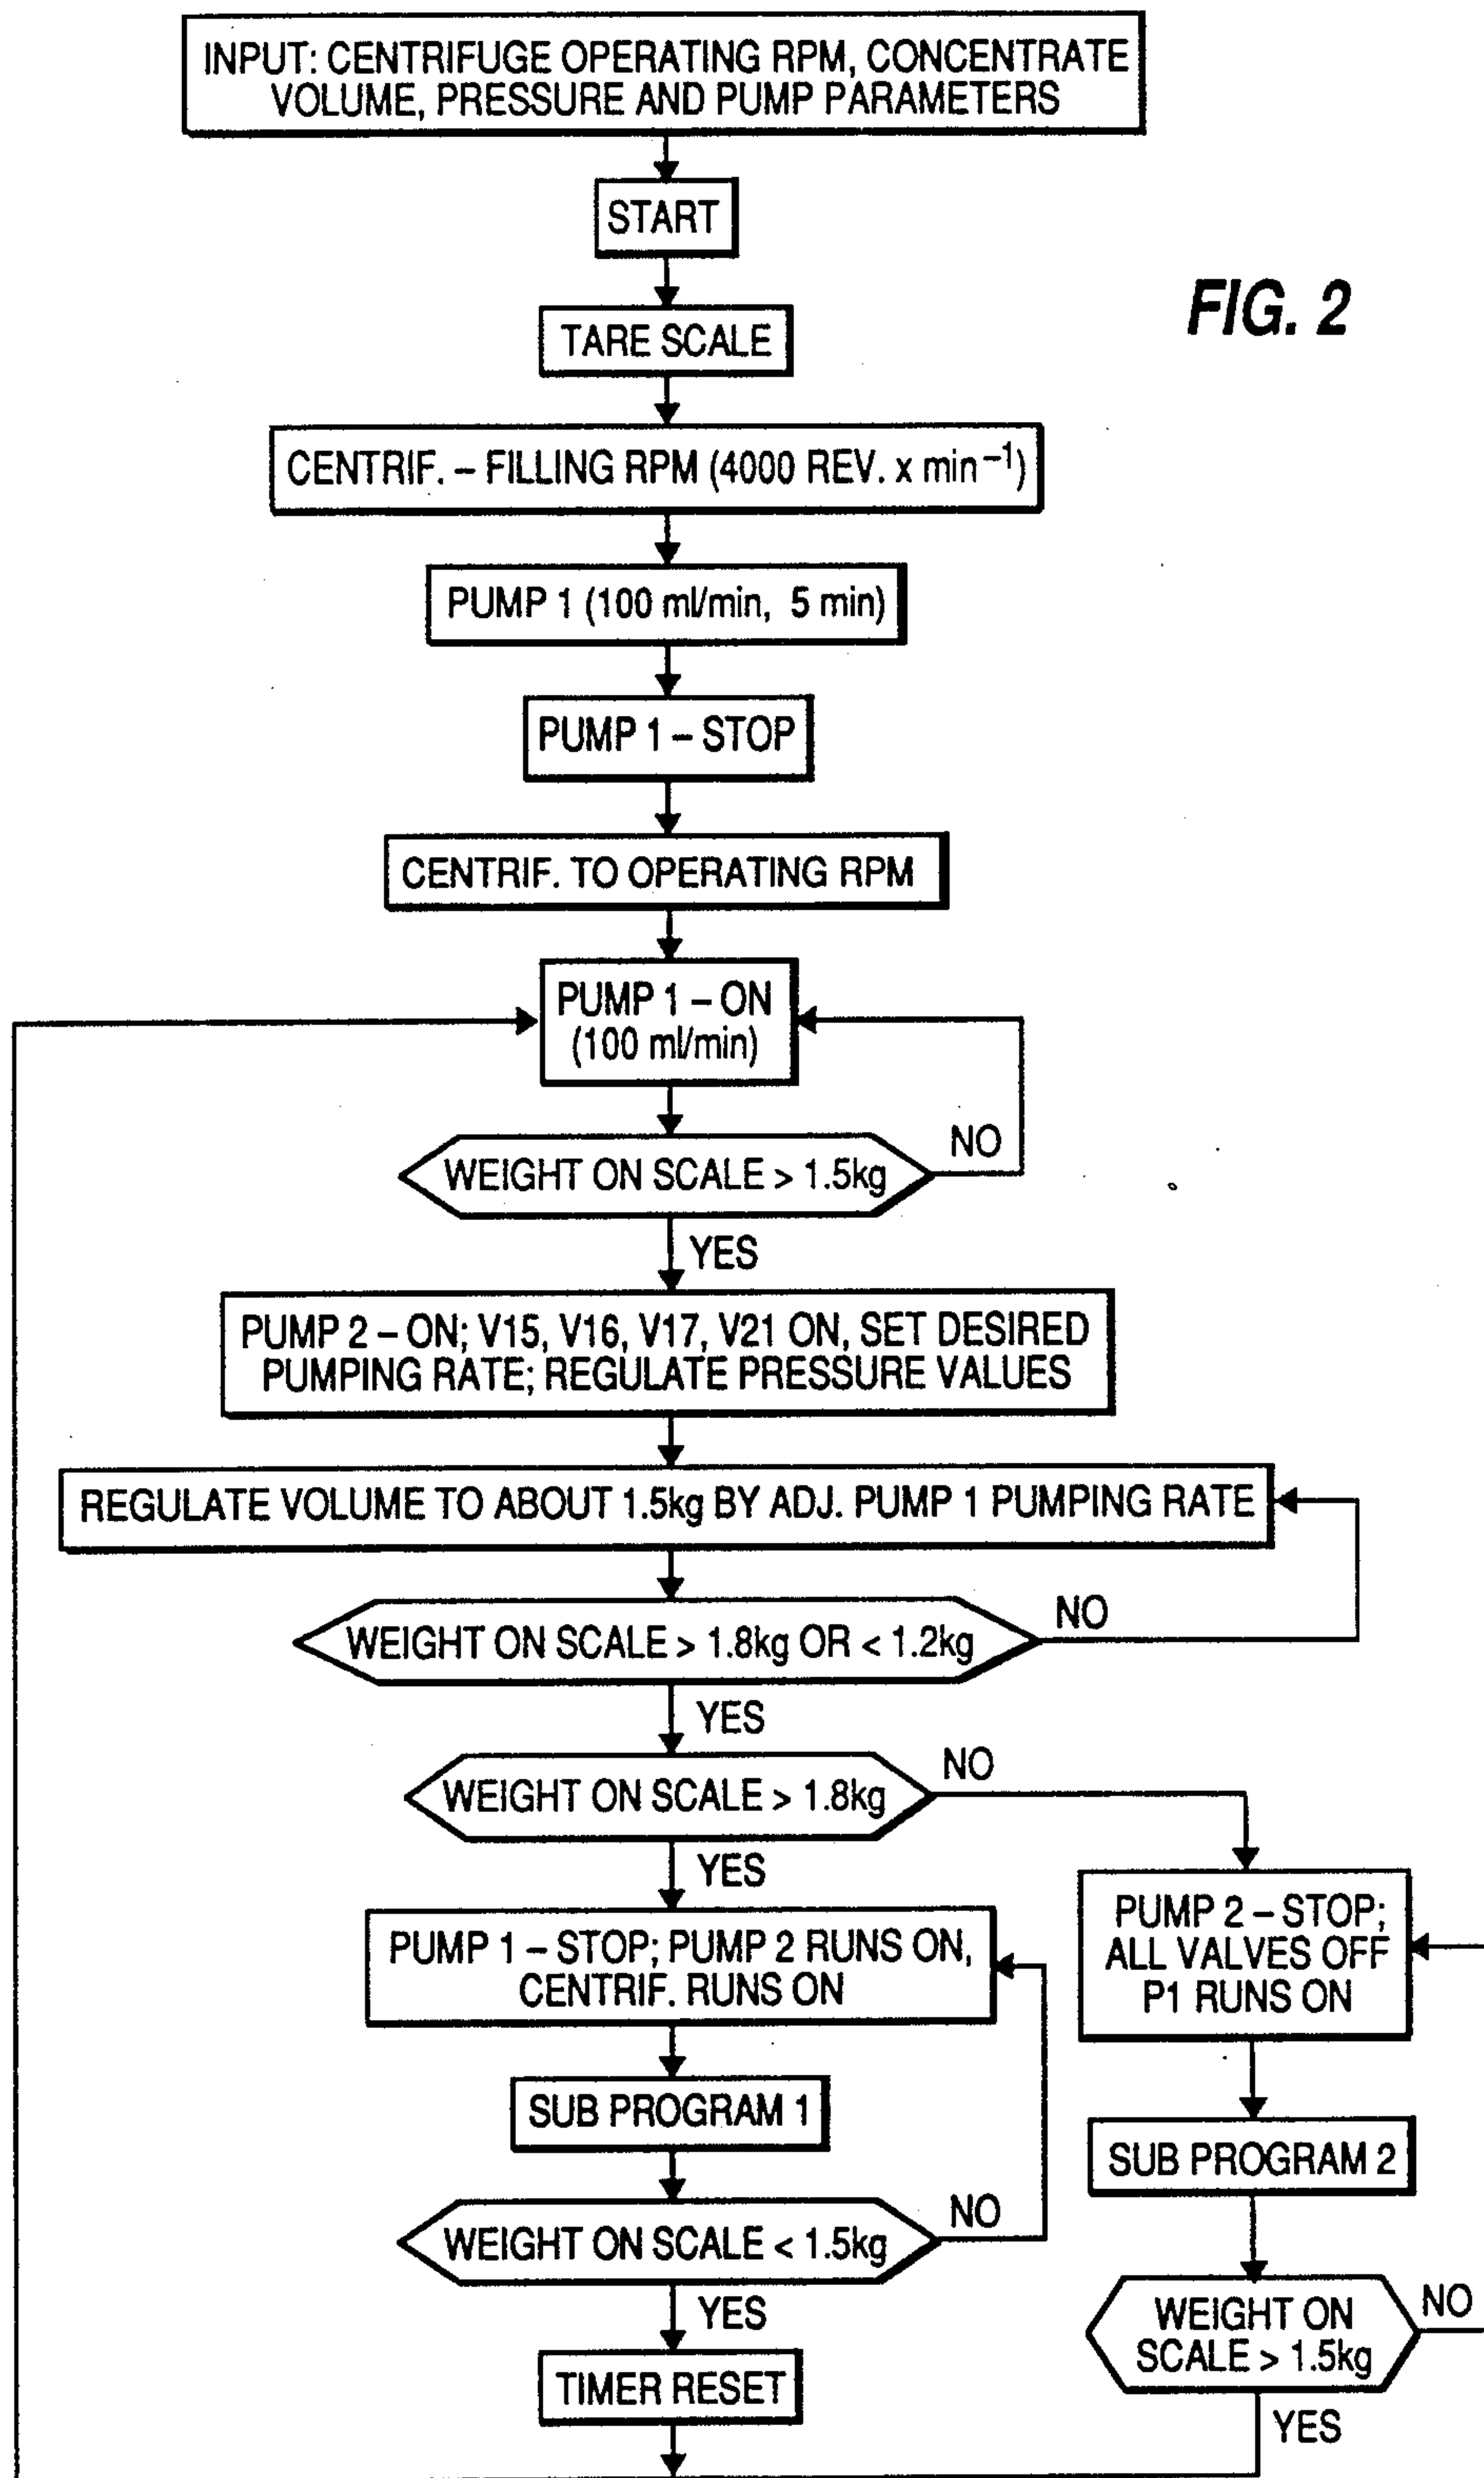 INPUT: CENTRIFUGE OPERATING RPM, CONCENTRATE
VOLUME, PRESSURE AND PUMP PARAMETERS
START
FIG. 2
TARE SCALE
CENTRIF. – FILLING RPM (4000 REV. x min⁻¹)
PUMP 1 (100 ml/min, 5 min)
PUMP 1 – STOP
CENTRIF. TO OPERATING RPM
PUMP 1 – ON
(100 ml/min)
NO
WEIGHT ON SCALE > 1.5kg
YES
PUMP 2 – ON; V15, V16, V17, V21 ON, SET DESIRED
PUMPING RATE; REGULATE PRESSURE VALUES
REGULATE VOLUME TO ABOUT 1.5kg BY ADJ. PUMP 1 PUMPING RATE
NO
WEIGHT ON SCALE > 1.8kg OR < 1.2kg
YES
NO
WEIGHT ON SCALE > 1.8kg
YES
PUMP 1 – STOP; PUMP 2 RUNS ON,
CENTRIF. RUNS ON
PUMP 2 – STOP;
ALL VALVES OFF
P1 RUNS ON
SUB PROGRAM 1
SUB PROGRAM 2
NO
WEIGHT ON SCALE < 1.5kg
YES
NO
WEIGHT ON
SCALE > 1.5kg
TIMER RESET
YES